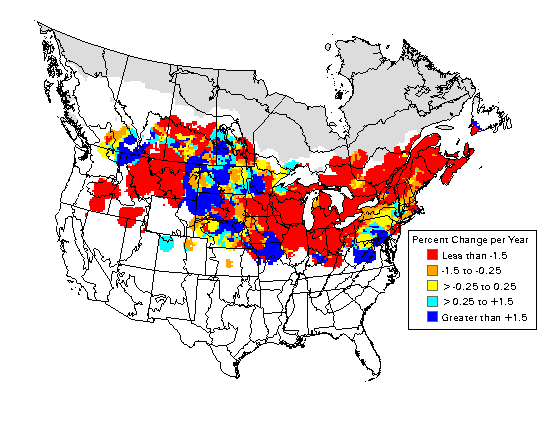 Percent Change per Year
Less than -1.5
-1.5 to -0.25
> -0.25 to 0.25
> 0.25 to +1.5
Greater than +1.5